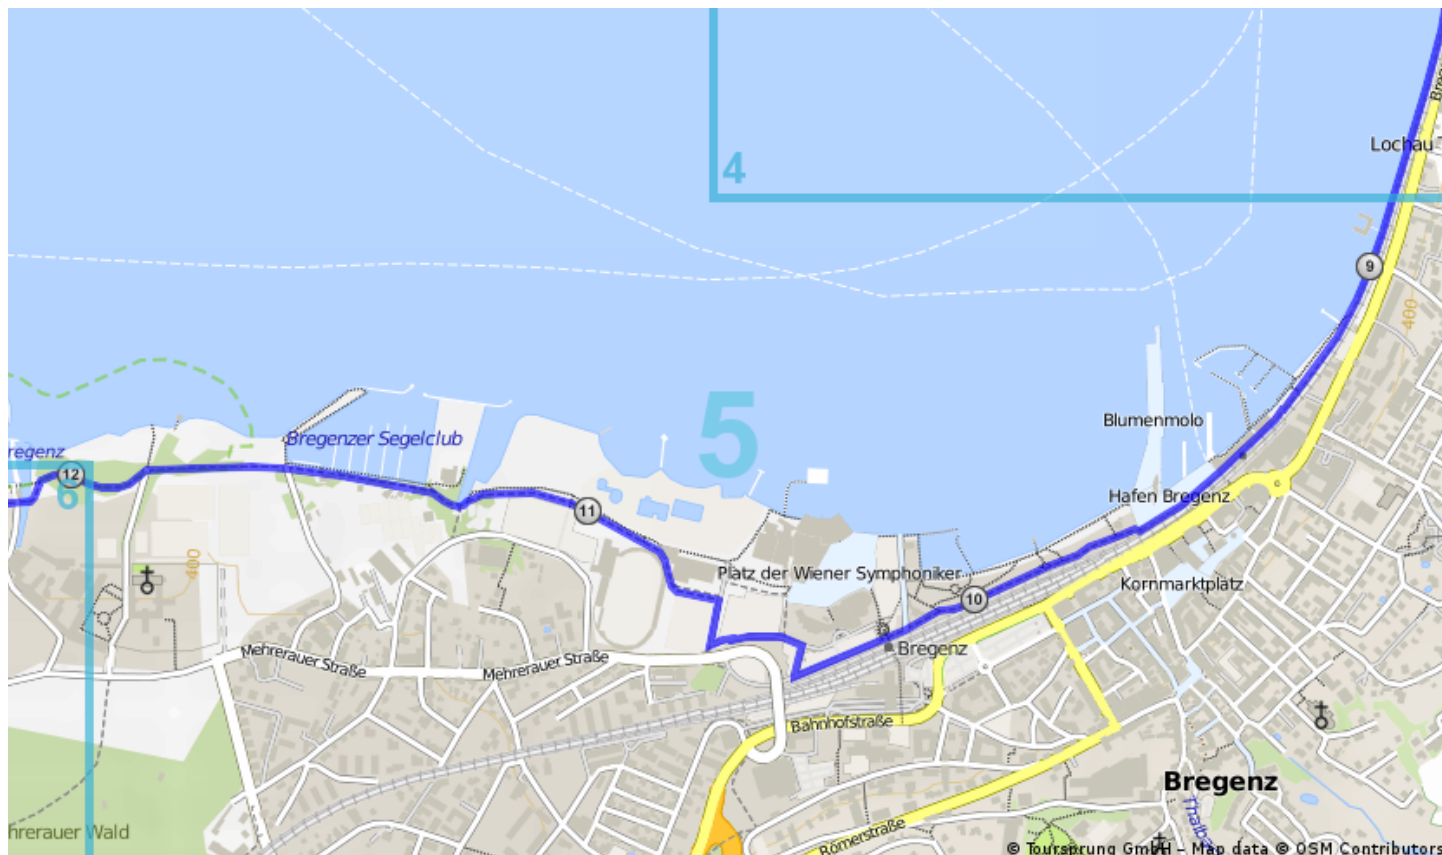 Lochau
4
9
400
5
Blumenmolo
Bregenzer Segelclub
regenz
12
6
Hafen Bregenz
11
400
Platz der Wiener Symphoniker
Kornmarktplatz
10
Bregenz
Mehrerauer Straße
Mehrerauer Straße
Bahnhofstraße
Bregenz
hrerauer Wald
Römerstraße
© Toursprung GmbH – Map data © OSM Contributors